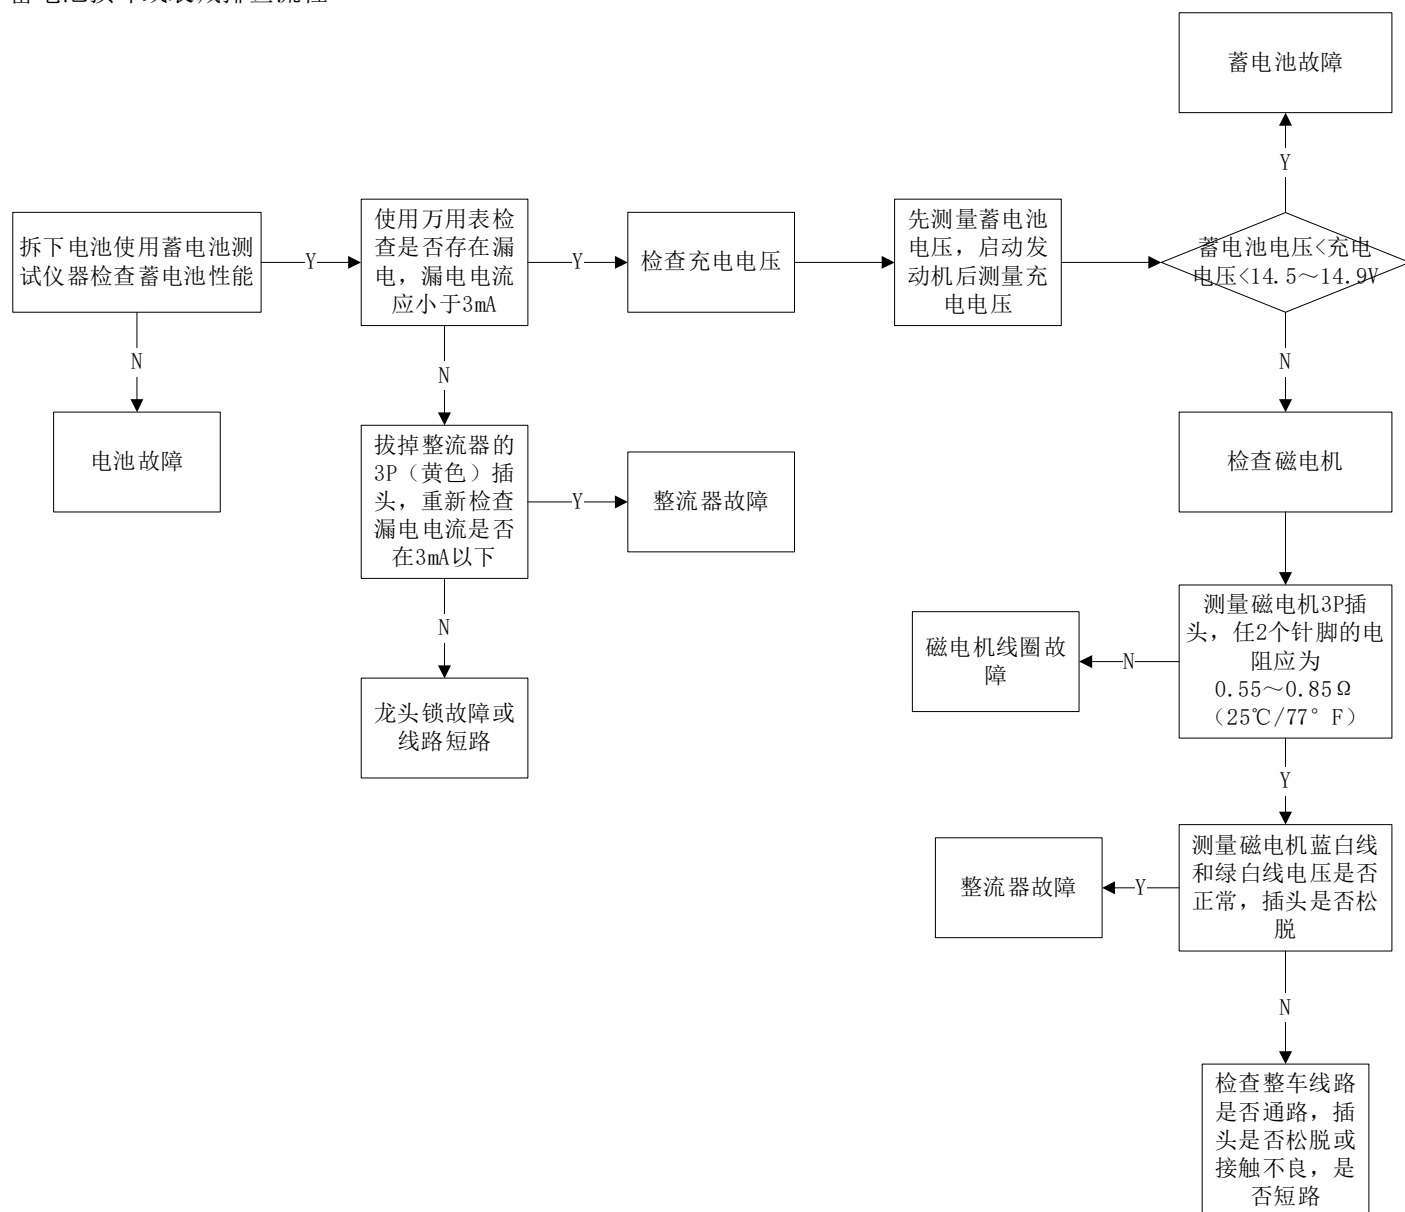 蓄电池故障
Y
拆下电池使用蓄电池测
试仪器检查蓄电池性能
Y
使用万用表检
查是否存在漏
电，漏电电流
应小于3mA
Y
检查充电电压
先测量蓄电池
电压，启动发
动机后测量充
电电压
蓄电池电压<充电
电压<14.5～14.9V
N
N
N
电池故障
拔掉整流器的
3P（黄色）插
头，重新检查
漏电电流是否
在3mA以下
Y
整流器故障
检查磁电机
N
龙头锁故障或
线路短路
磁电机线圈故
障
N
测量磁电机3P插
头，任2个针脚的电
阻应为
0.55～0.85Ω
（25℃/77°F）
Y
整流器故障
Y
测量磁电机蓝白线
和绿白线电压是否
正常，插头是否松
脱
N
检查整车线路
是否通路，插
头是否松脱或
接触不良，是
否短路